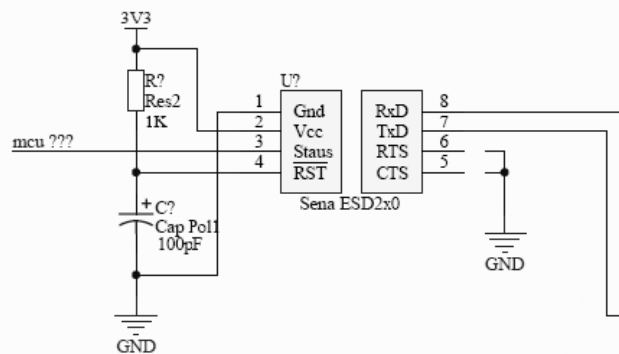 3V3
R?
Res2
1K
mcu ???
C?
Cap Pol1
100pF
GND
U?
1 Gnd
2 Vcc
3 Staus
4 RST
RxD 8
TxD 7
RTS 6
CTS 5
Sena ESD2x0
GND